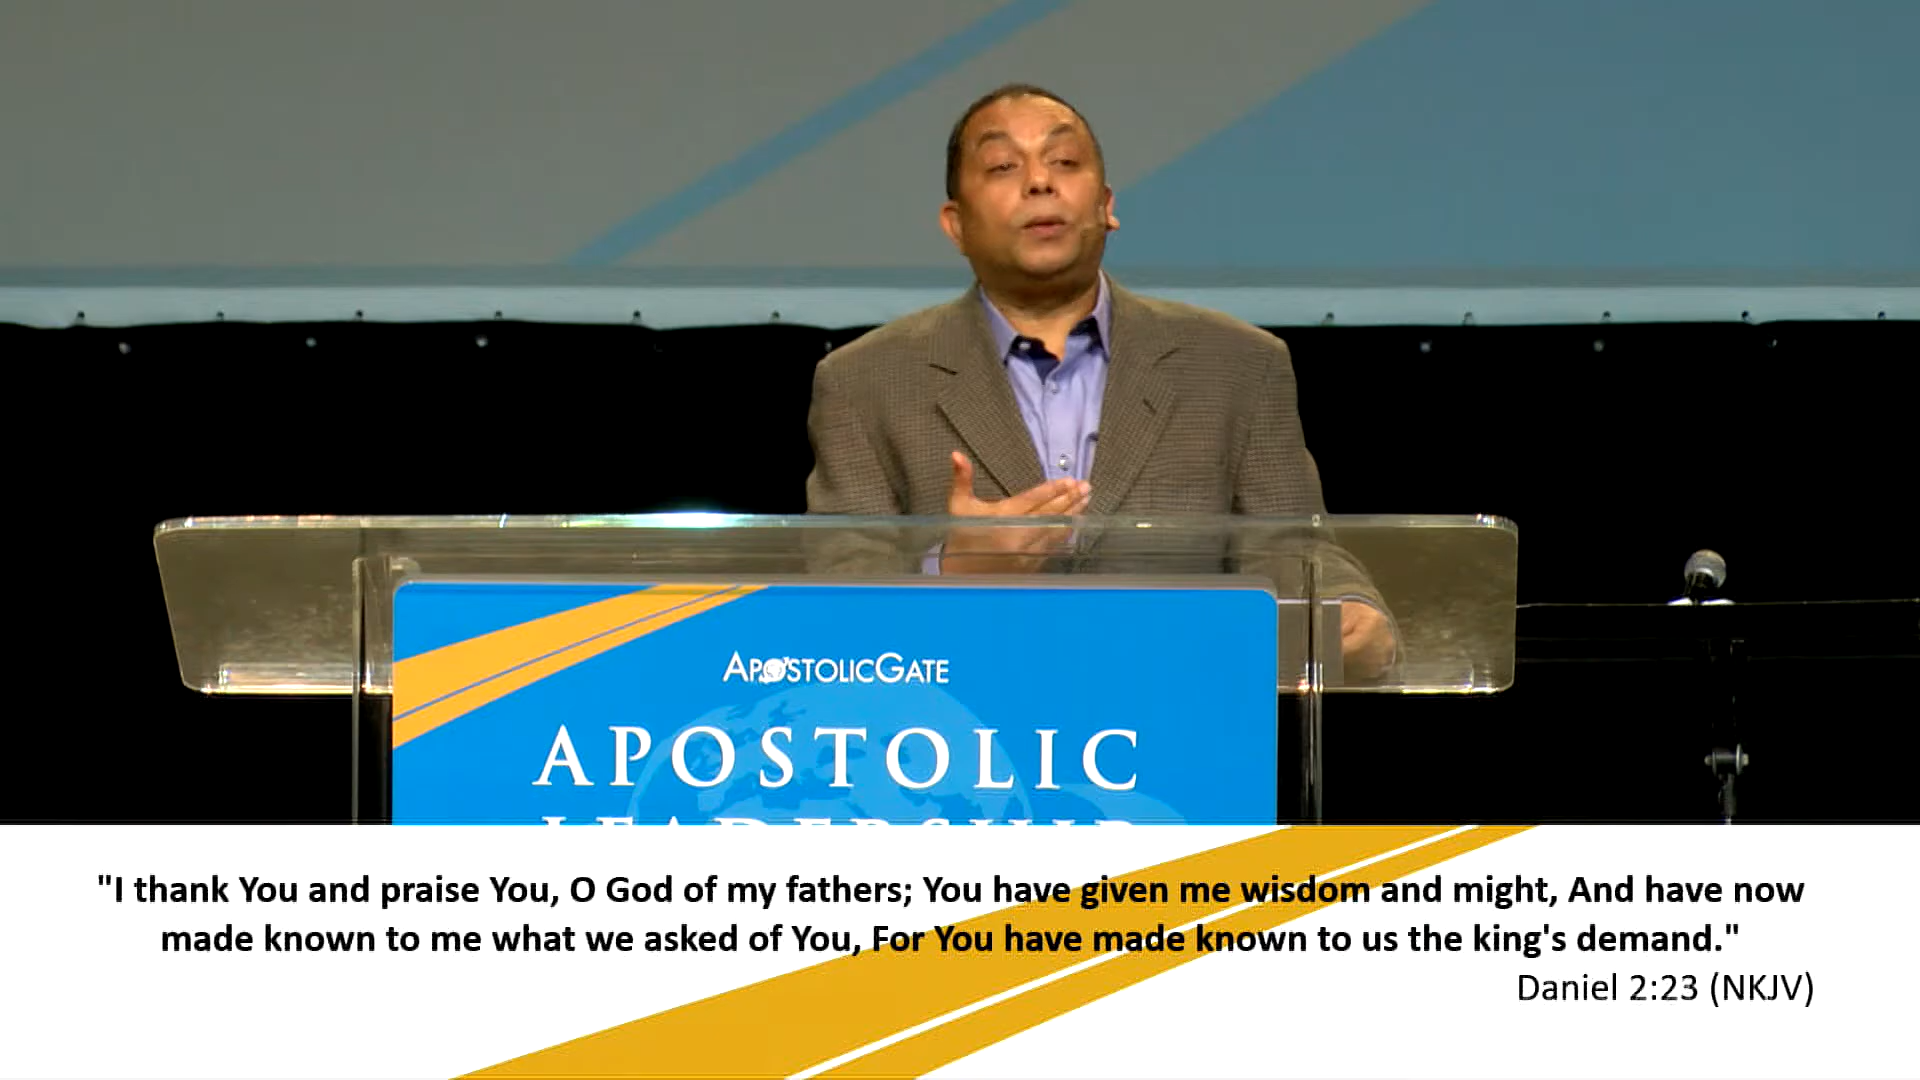 APOSTOLICGATE
APOSTOLIC
LEADERSHIP
"I thank You and praise You, O God of my fathers; You have given me wisdom and might, And have now
made known to me what we asked of You, For You have made known to us the king's demand."
Daniel 2:23 (NKJV)